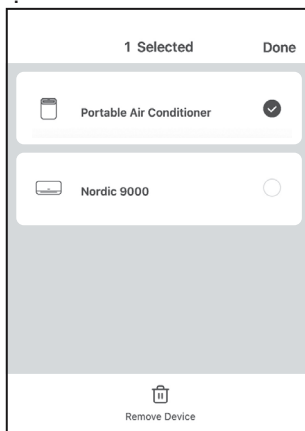 1 Selected Done
Portable Air Conditioner
Nordic 9000
Remove Device